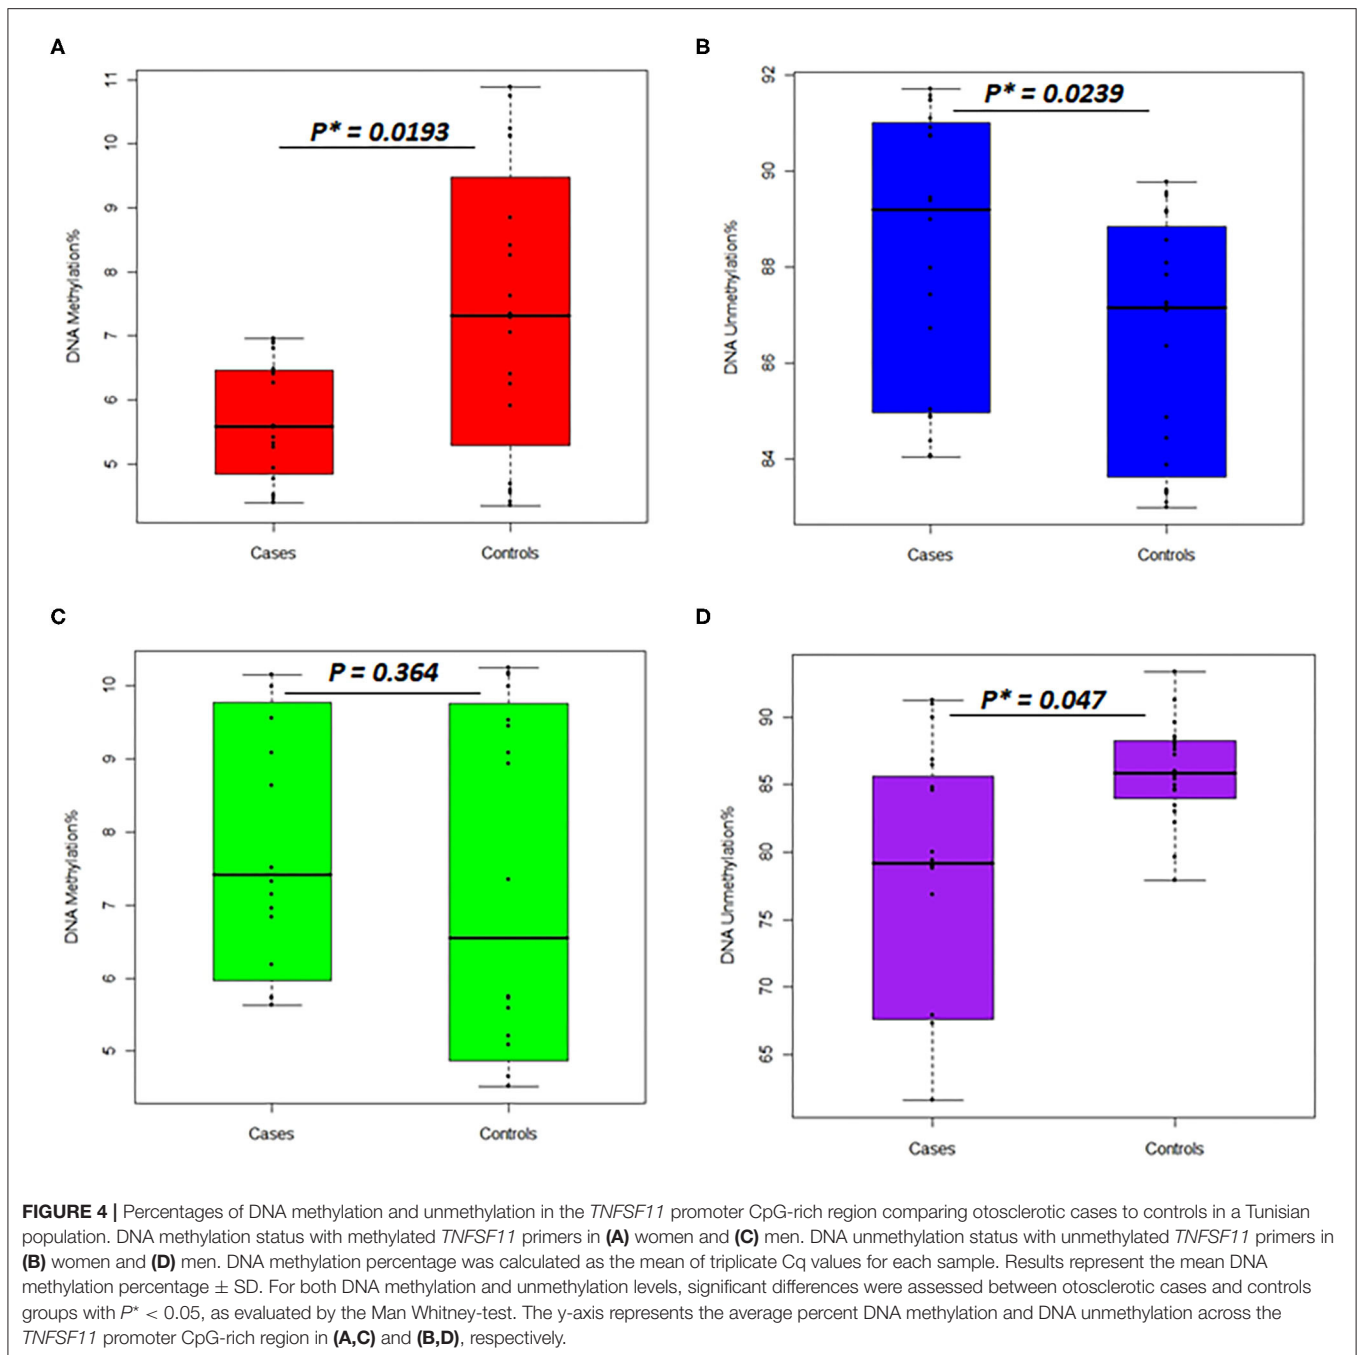 A
11
10
9
8
7
6
5
DNA Methylation%
P* = 0.0193
Cases
Controls
B
92
90
88
86
84
DNA Unmethylation%
P* = 0.0239
Cases
Controls
C
10
9
8
7
6
5
DNA Methylation%
P = 0.364
Cases
Controls
D
90
85
80
75
70
65
DNA Unmethylation%
P* = 0.047
Cases
Controls
FIGURE 4 | Percentages of DNA methylation and unmethylation in the TNFSF11 promoter CpG-rich region comparing otosclerotic cases to controls in a Tunisian
population. DNA methylation status with methylated TNFSF11 primers in (A) women and (C) men. DNA unmethylation status with unmethylated TNFSF11 primers in
(B) women and (D) men. DNA methylation percentage was calculated as the mean of triplicate Cq values for each sample. Results represent the mean DNA
methylation percentage ± SD. For both DNA methylation and unmethylation levels, significant differences were assessed between otosclerotic cases and controls
groups with P* < 0.05, as evaluated by the Man Whitney-test. The y-axis represents the average percent DNA methylation and DNA unmethylation across the
TNFSF11 promoter CpG-rich region in (A,C) and (B,D), respectively.